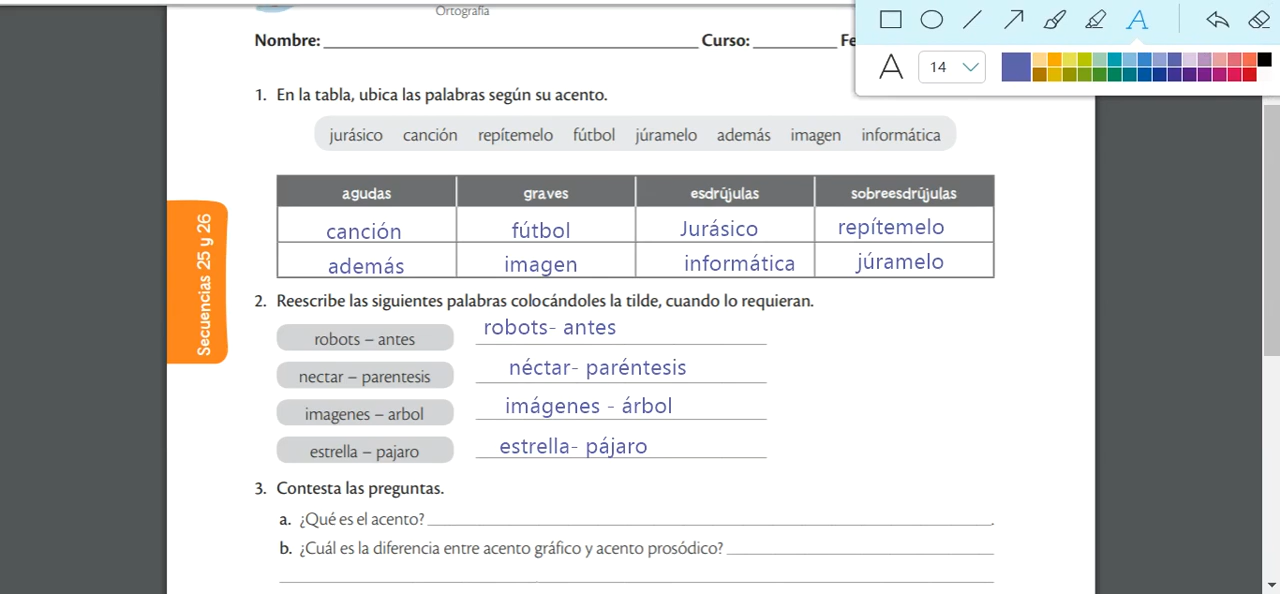 Ortografía
Nombre: Curso: Fe
A 14
1. En la tabla, ubica las palabras según su acento.
jurásico canción repítemelo fútbol júramelo además imagen informática
agudas graves esdrújulas sobreesdrújulas
canción fútbol Jurásico repítemelo
además imagen informática júramelo
Secuencias 25 y 26
2. Reescribe las siguientes palabras colocándoles la tilde, cuando lo requieran.
robots – antes robots- antes
nectar – parentesis néctar- paréntesis
imagenes – arbol imágenes - árbol
estrella – pajaro estrella- pájaro
3. Contesta las preguntas.
a. ¿Qué es el acento? .
b. ¿Cuál es la diferencia entre acento gráfico y acento prosódico?